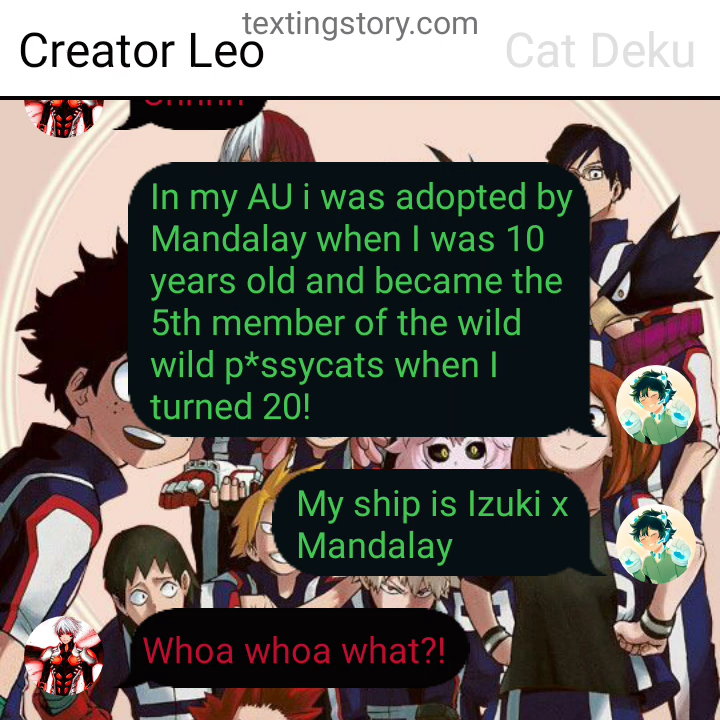 textingstory.com
Creator Leo
Cat Deku
In my AU i was adopted by
Mandalay when I was 10
years old and became the
5th member of the wild
wild p*ssycats when I
turned 20!
My ship is Izuki x
Mandalay
Whoa whoa what?!